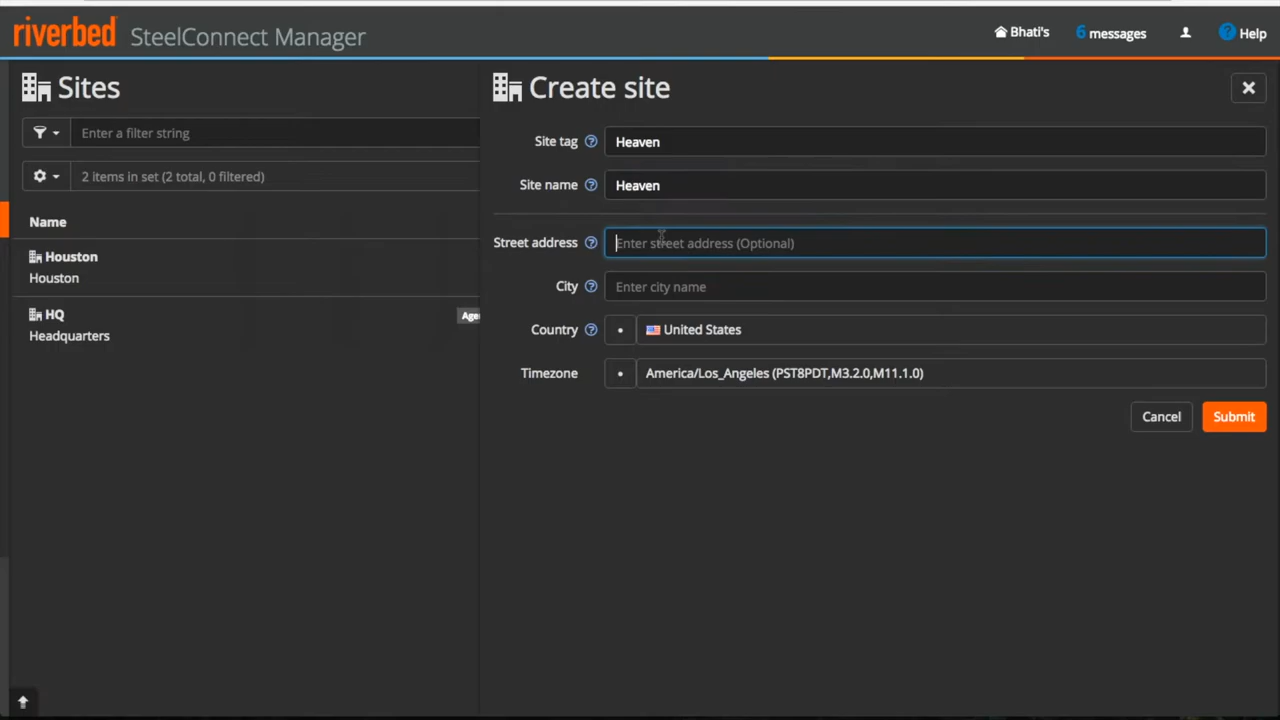 riverbed SteelConnect Manager
Bhati's
6 messages
Help
Sites
Enter a filter string
2 items in set (2 total, 0 filtered)
Name
Houston
Houston
HQ
Headquarters
Create site
Site tag ? Heaven
Site name ? Heaven
Street address ? Enter street address (Optional)
City ? Enter city name
Country ? United States
Timezone America/Los_Angeles (PST8PDT,M3.2.0,M11.1.0)
Cancel
Submit